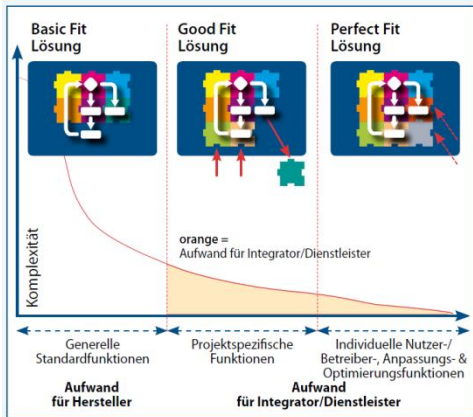 Basic Fit
Lösung
Good Fit
Lösung
Perfect Fit
Lösung
Komplexität
orange =
Aufwand für Integrator/Dienstleister
Generelle
Standardfunktionen
Projektspezifische
Funktionen
Individuelle Nutzer-/
Betreiber-, Anpassungs- &
Optimierungsfunktionen
Aufwand
für Hersteller
Aufwand
für Integrator/Dienstleister